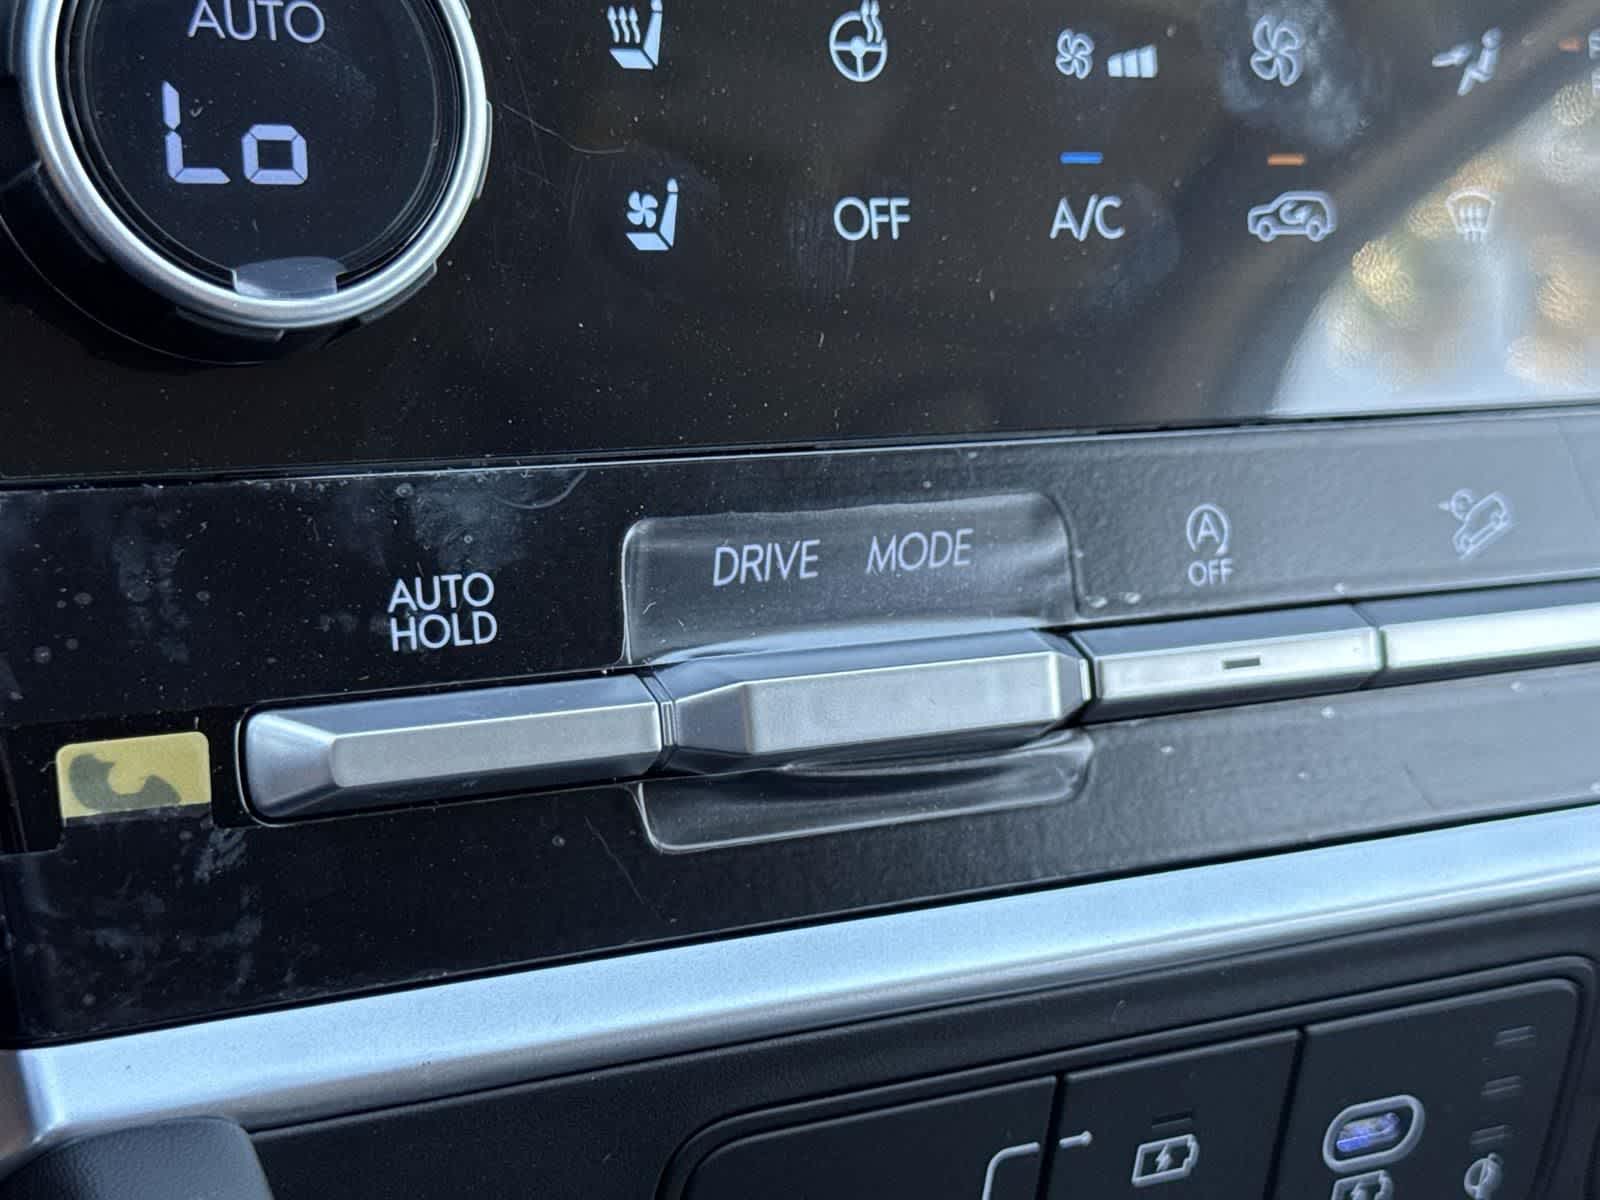 AUTO
Lo
OFF
A/C
AUTO
HOLD
DRIVE MODE
A
OFF